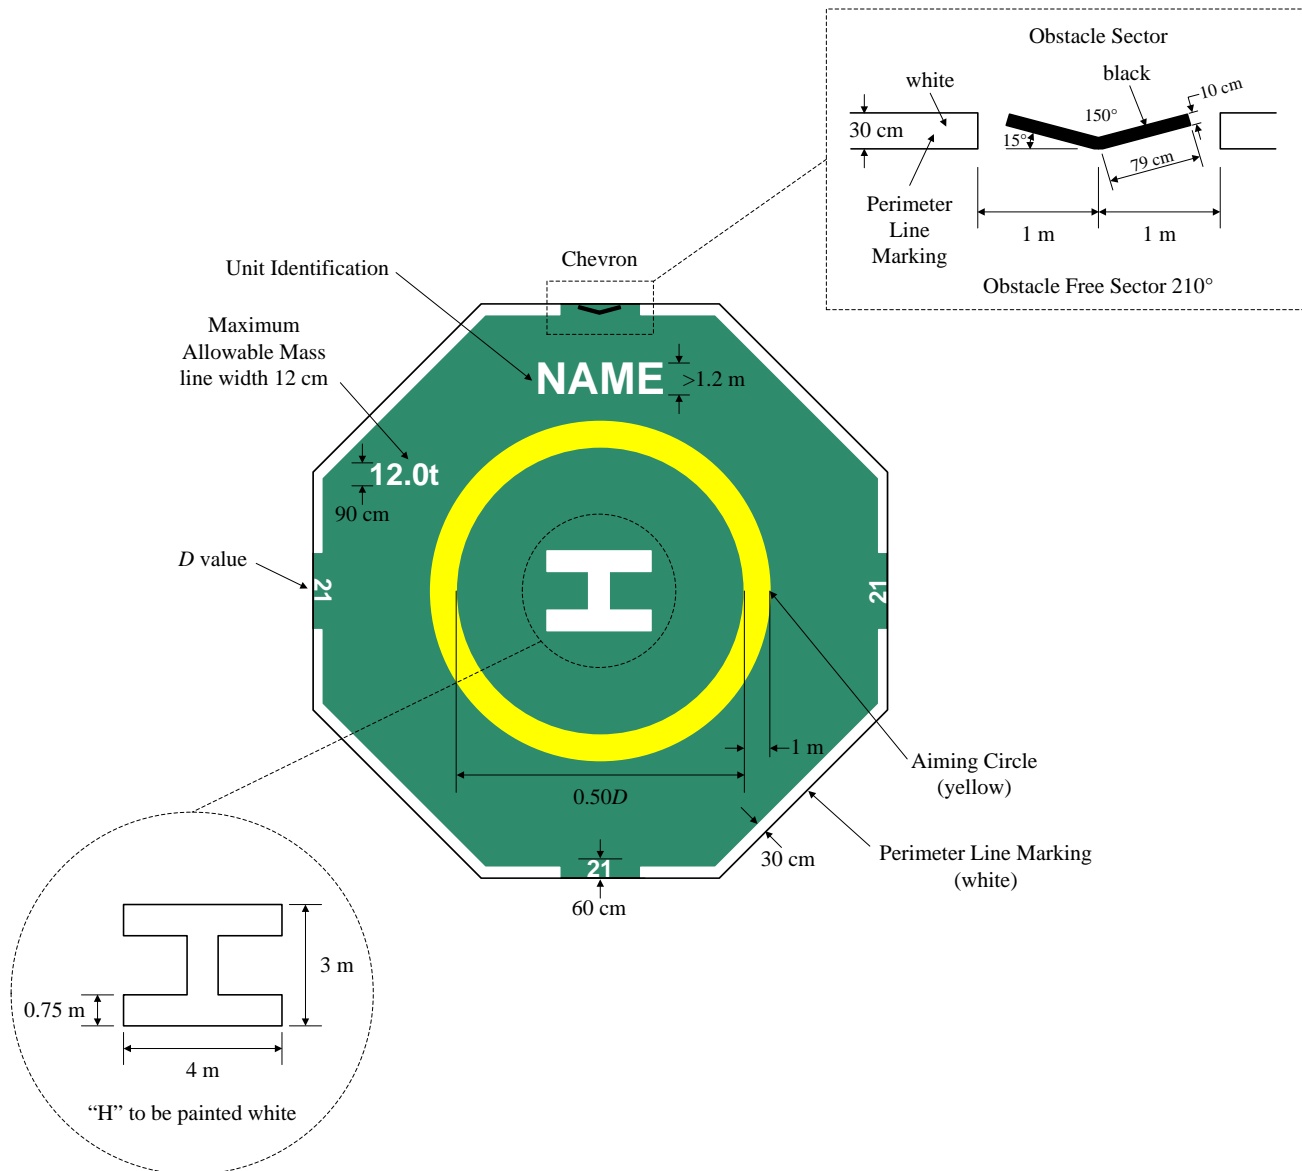 Obstacle Sector
white
black
10 cm
150°
30 cm
15°
79 cm
Perimeter
Line
Marking
1 m
1 m
Obstacle Free Sector 210°
Chevron
Unit Identification
Maximum
Allowable Mass
line width 12 cm
NAME
>1.2 m
12.0t
90 cm
D value
21
21
1 m
Aiming Circle
(yellow)
0.50D
30 cm
Perimeter Line Marking
(white)
21
60 cm
3 m
0.75 m
4 m
“H” to be painted white
H